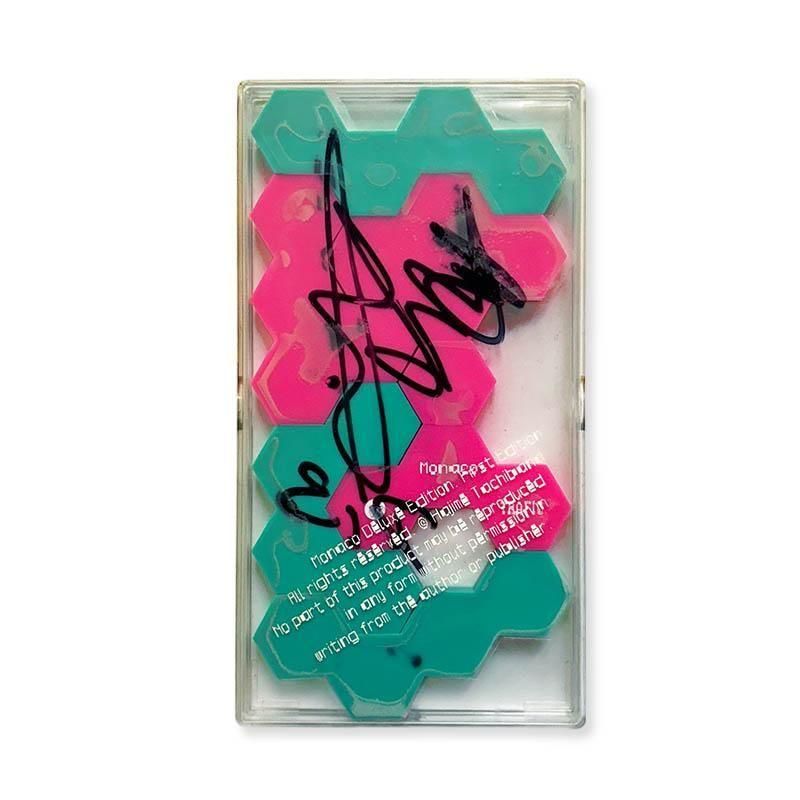 Monaco
Monaco Deluxe Edition. First Edition
All rights reserved. @ Hajime Tachibana
No part of this product may be reproduced
in any form without permission in
writing from the author or publisher